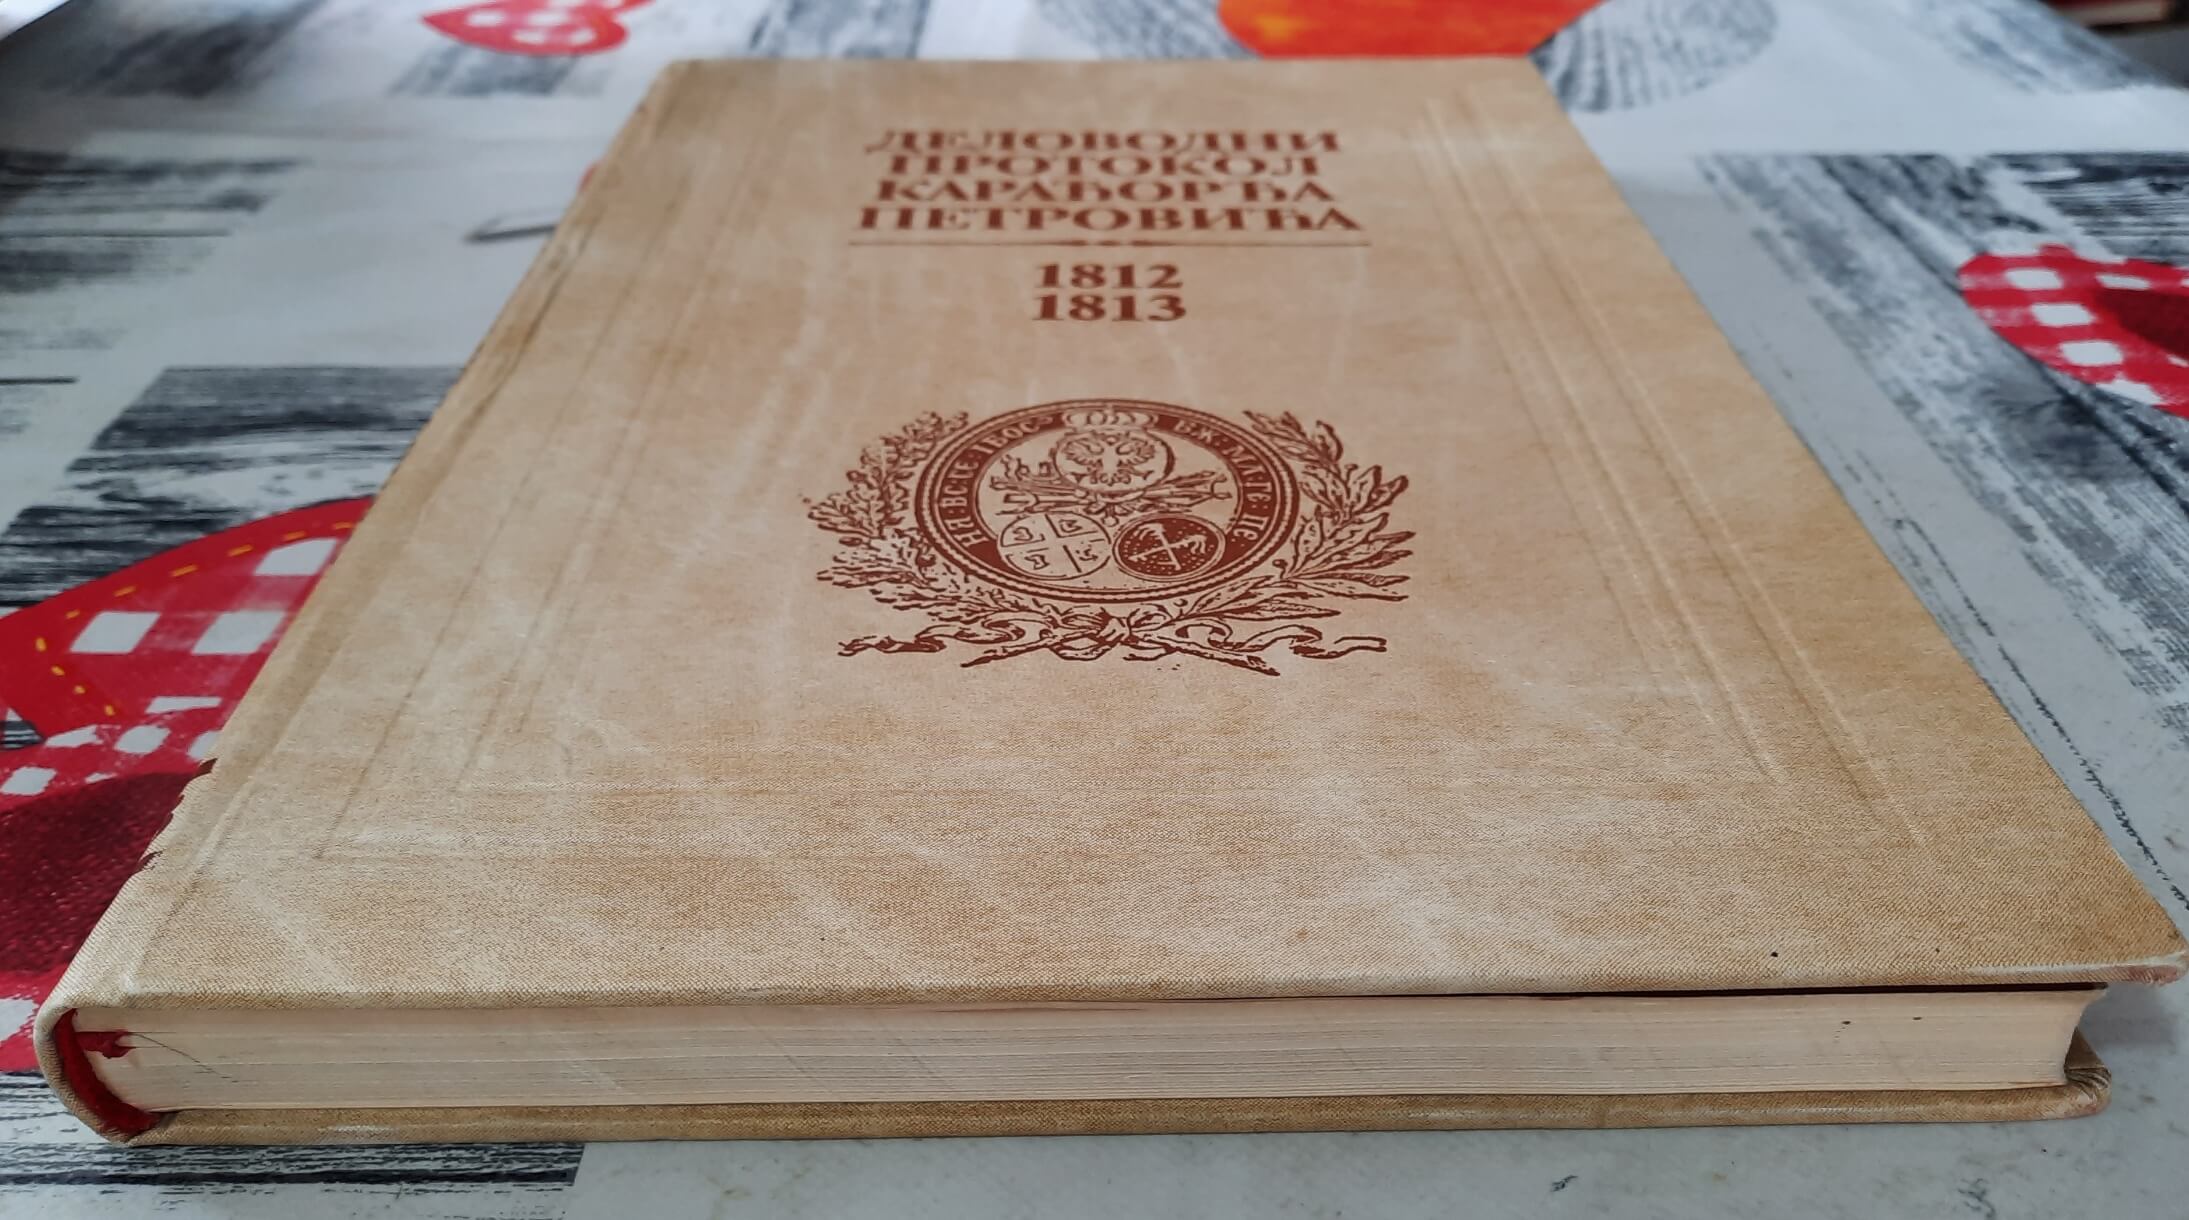 ДЕЛОВОДНИ
ПРОТОКОЛ
КАРАЂОРЂА
ПЕТРОВИЋА
1812
1813